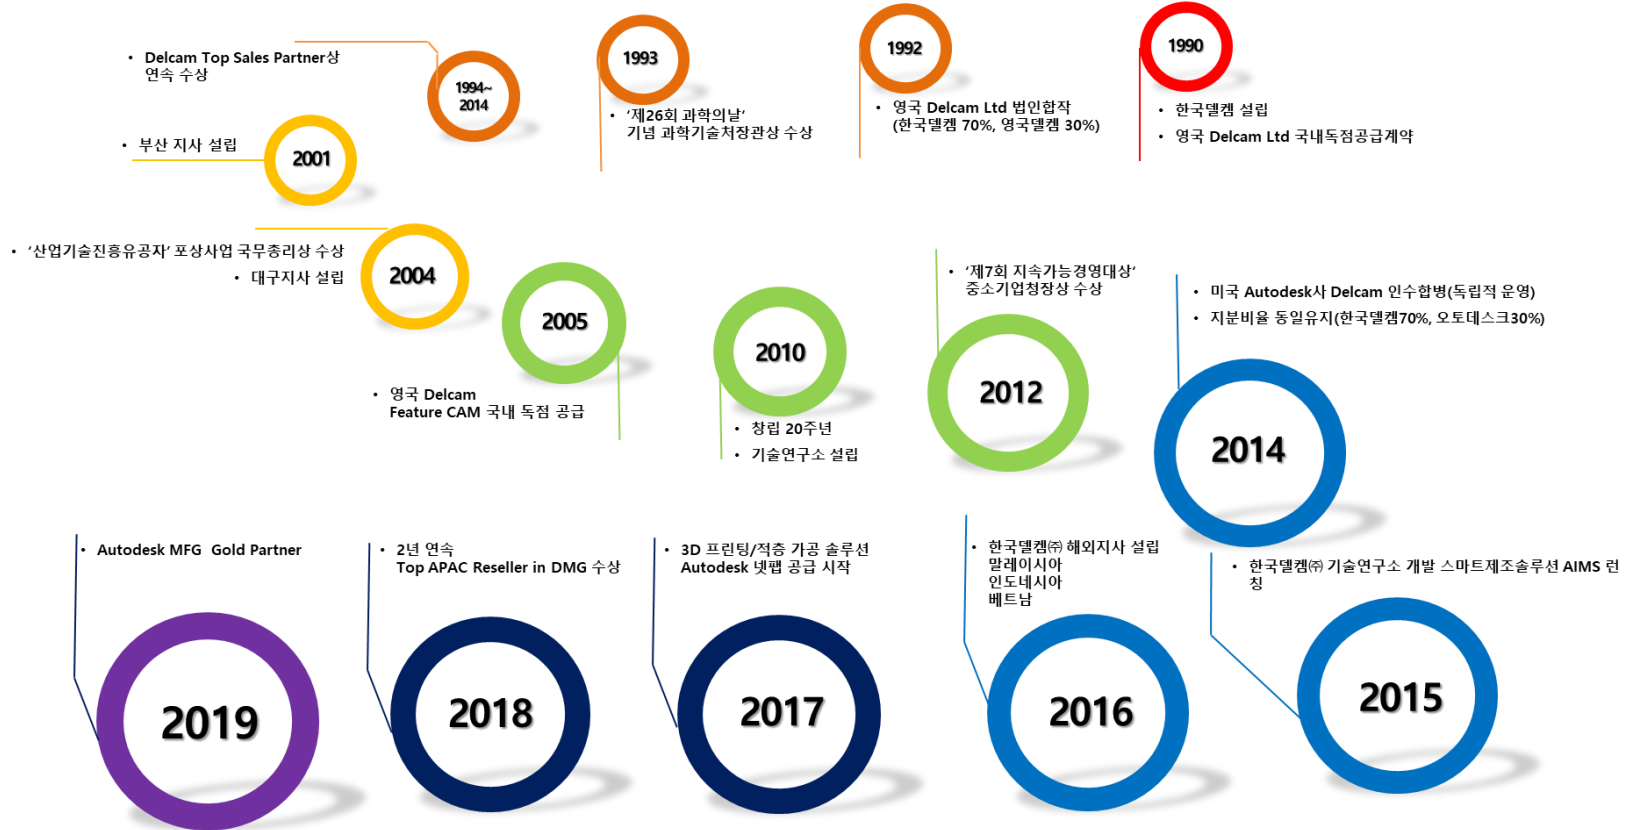 1990
• 한국델켐 설립
• 영국 Delcam Ltd 국내독점공급계약
1992
• 영국 Delcam Ltd 법인합작
(한국델켐 70%, 영국델켐 30%)
1993
• ‘제26회 과학의날’
기념 과학기술처장관상 수상
1994~
2014
• Delcam Top Sales Partner상
연속 수상
2001
• 부산 지사 설립
2004
• ‘산업기술진흥유공자’ 포상사업 국무총리상 수상
• 대구지사 설립
2005
• 영국 Delcam
Feature CAM 국내 독점 공급
2010
• 창립 20주년
• 기술연구소 설립
2012
• ‘제7회 지속가능경영대상’
중소기업청장상 수상
2014
• 미국 Autodesk사 Delcam 인수합병(독립적 운영)
• 지분비율 동일유지(한국델켐70%, 오토데스크30%)
2015
• 한국델켐㈜ 기술연구소 개발 스마트제조솔루션 AIMS 런
칭
2016
• 한국델켐㈜ 해외지사 설립
말레이시아
인도네시아
베트남
2017
• 3D 프린팅/적층 가공 솔루션
Autodesk 넷팹 공급 시작
2018
• 2년 연속
Top APAC Reseller in DMG 수상
2019
• Autodesk MFG Gold Partner